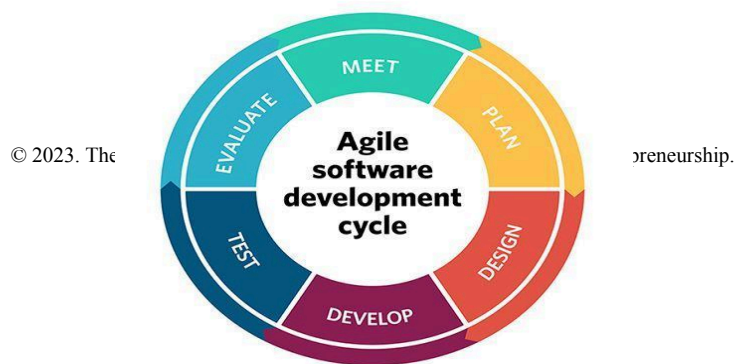 MEET
PLAN
DESIGN
DEVELOP
TEST
EVALUATE
Agile
software
development
cycle
© 2023. The
preneurship.